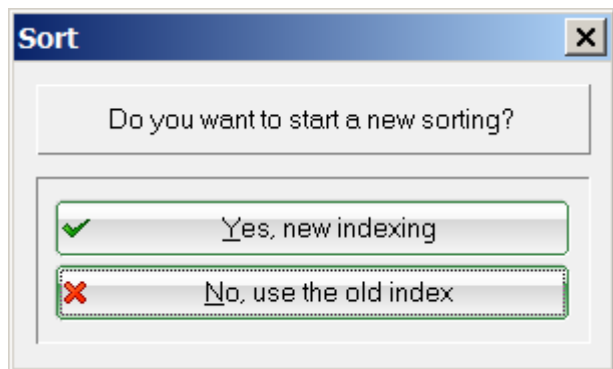 Sort
Do you want to start a new sorting?
Yes, new indexing
No, use the old index